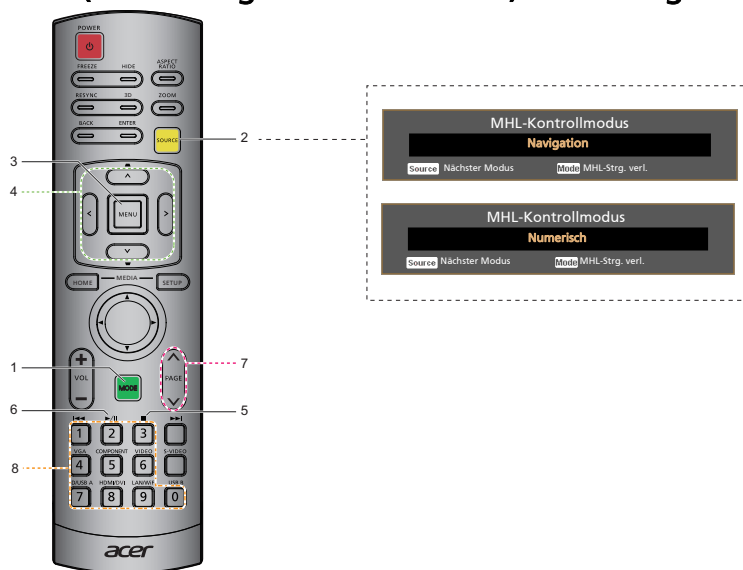 POWER
FREEZE HIDE ASPECT RATIO
RESYNC 3D ZOOM
BACK ENTER
SOURCE
2
3
4
MENU
HOME MEDIA SETUP
1
VOL
MODE
PAGE
7
6
5
1 2 3
VGA COMPONENT VIDEO S-VIDEO
8
4 5 6
HDMI/DVI LAN/WiFi USB B
7 8 9 0
acer
MHL-Kontrollmodus
Navigation
Source Nächster Modus Mode MHL-Strg. verl.
MHL-Kontrollmodus
Numerisch
Source Nächster Modus Mode MHL-Strg. verl.